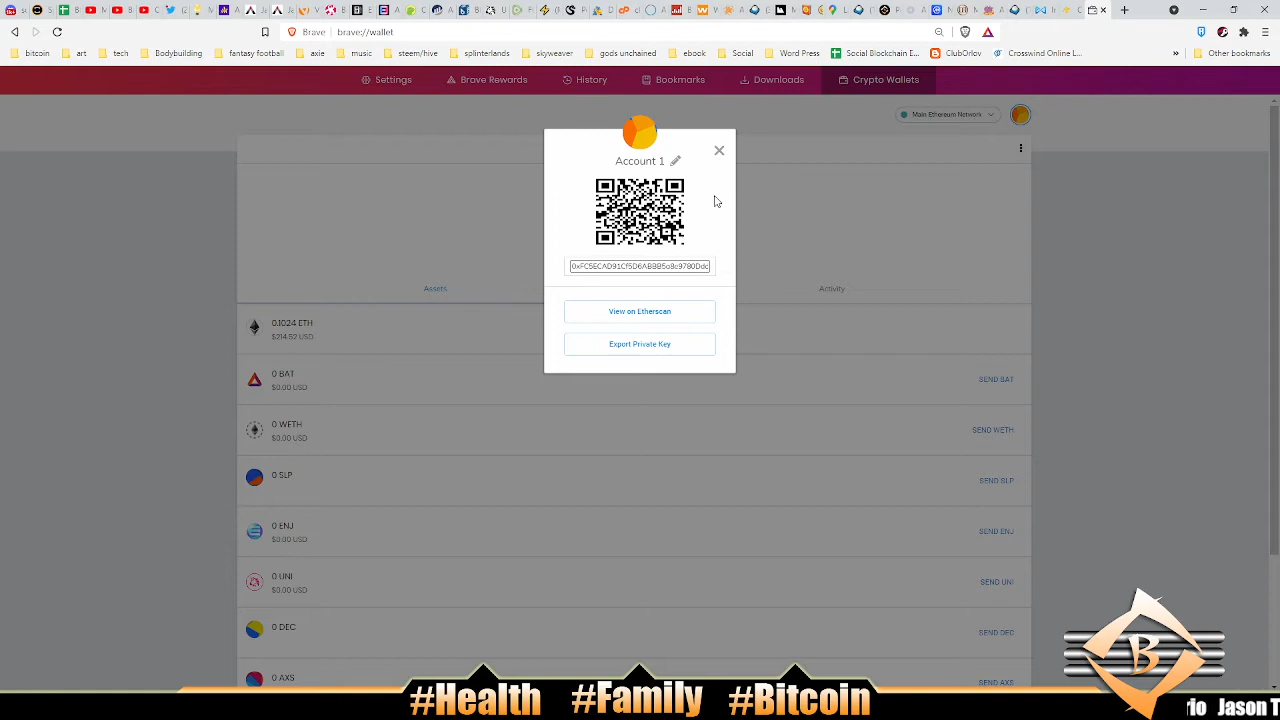 Brave
brave://wallet
bitcoin
art
tech
Bodybuilding
fantasy football
axie
music
steem/hive
splinterlands
skyweaver
gods unchained
ebook
Social
Word Press
Social Blockchain E...
ClubOrlov
Crosswind Online L...
»
Other bookmarks
Settings
Brave Rewards
History
Bookmarks
Downloads
Crypto Wallets
Main Ethereum Network
Account 1
View on Etherscan
Export Private Key
Assets
Activity
0.1024 ETH
$214.92 USD
0 BAT
$0.00 USD
SEND BAT
0 WETH
$0.00 USD
SEND WETH
0 SLP
SEND SLP
0 ENJ
$0.00 USD
SEND ENJ
0 UNI
$0.00 USD
SEND UNI
0 DEC
SEND DEC
0 AXS
SEND AXS
B
#Health #Family #Bitcoin
rio Jason T